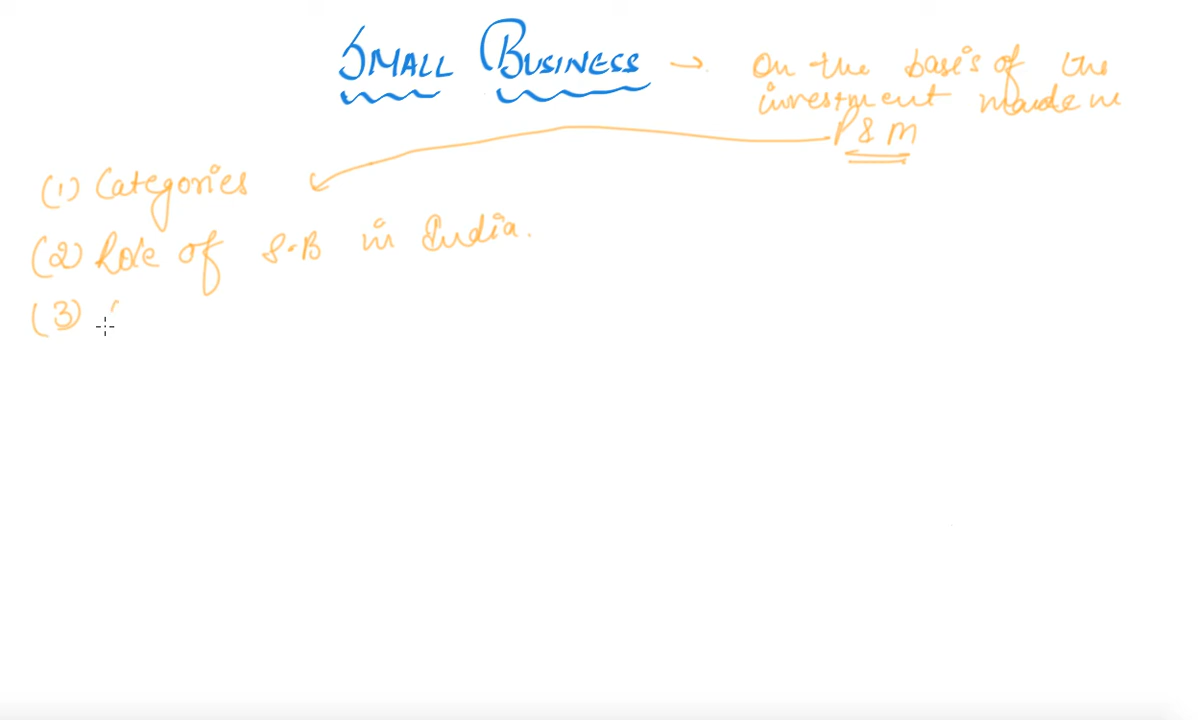 SMALL BUSINESS → On the basis of the
investment made in
P & M
(1) Categories
(2) Role of S.B in India.
(3)